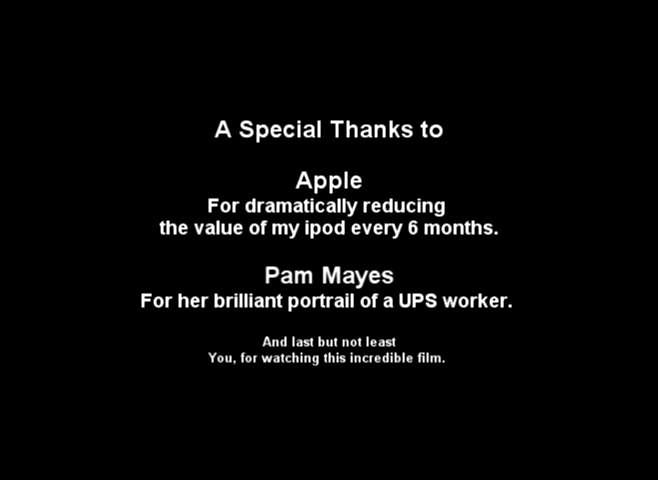 A Special Thanks to
Apple
For dramatically reducing
the value of my ipod every 6 months.
Pam Mayes
For her brilliant portrait of a UPS worker.
And last but not least
You, for watching this incredible film.